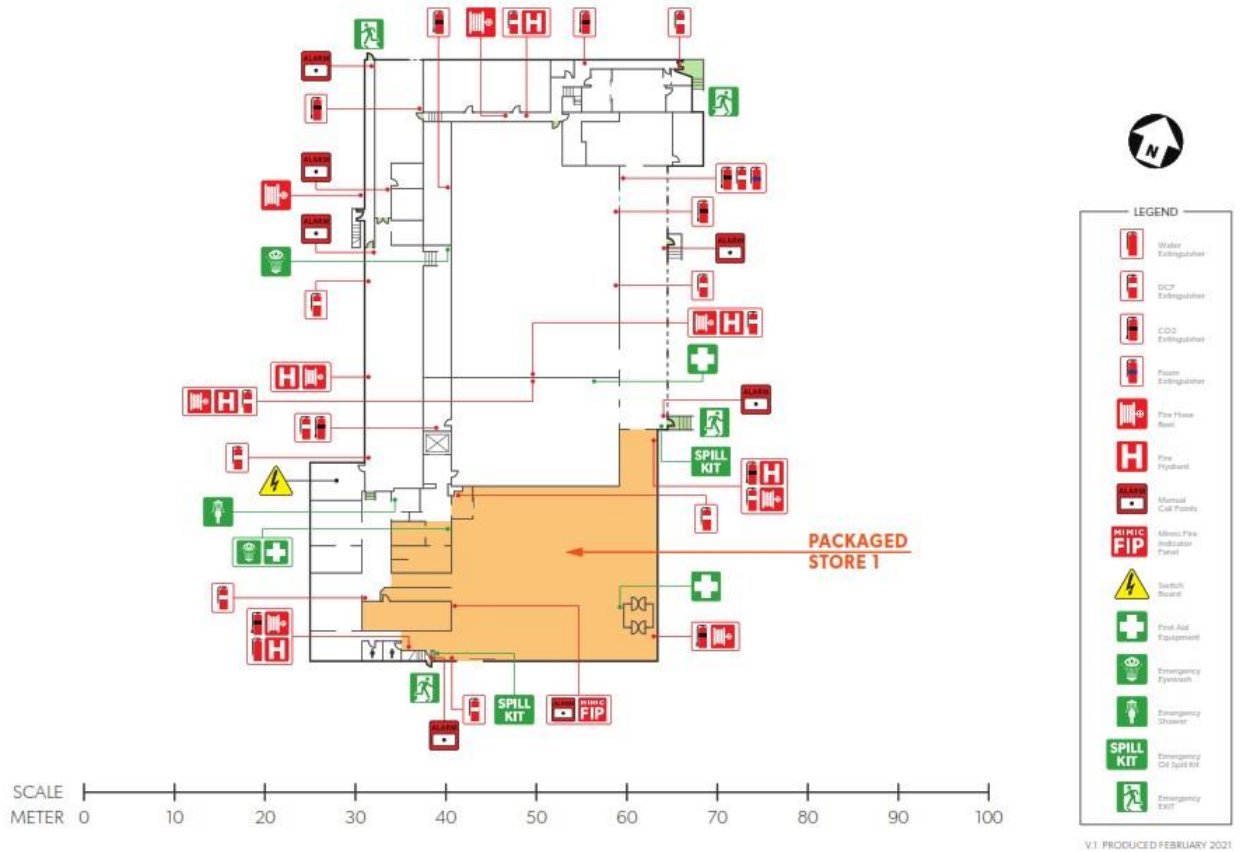 ALARM
H
N
ALARM
ALARM
LEGEND
Water
Extinguisher
DCP
Extinguisher
CO2
Extinguisher
Foam
Extinguisher
Fire Hose
Reel
H
Fire
Hydrant
ALARM
Manual
Call Points
MIMIC
FIP
Mimic Fire
Indicator
Panel
Switch
Board
First Aid
Equipment
Emergency
Eyewash
Emergency
Shower
SPILL
KIT
Emergency
Oil Spill Kit
Emergency
EXIT
ALARM
H
H
H
ALARM
SPILL
KIT
H
PACKAGED
STORE 1
H
SPILL
KIT
ALARM
MIMIC
FIP
ALARM
SCALE
METER 0 10 20 30 40 50 60 70 80 90 100
V.1 PRODUCED FEBRUARY 2021